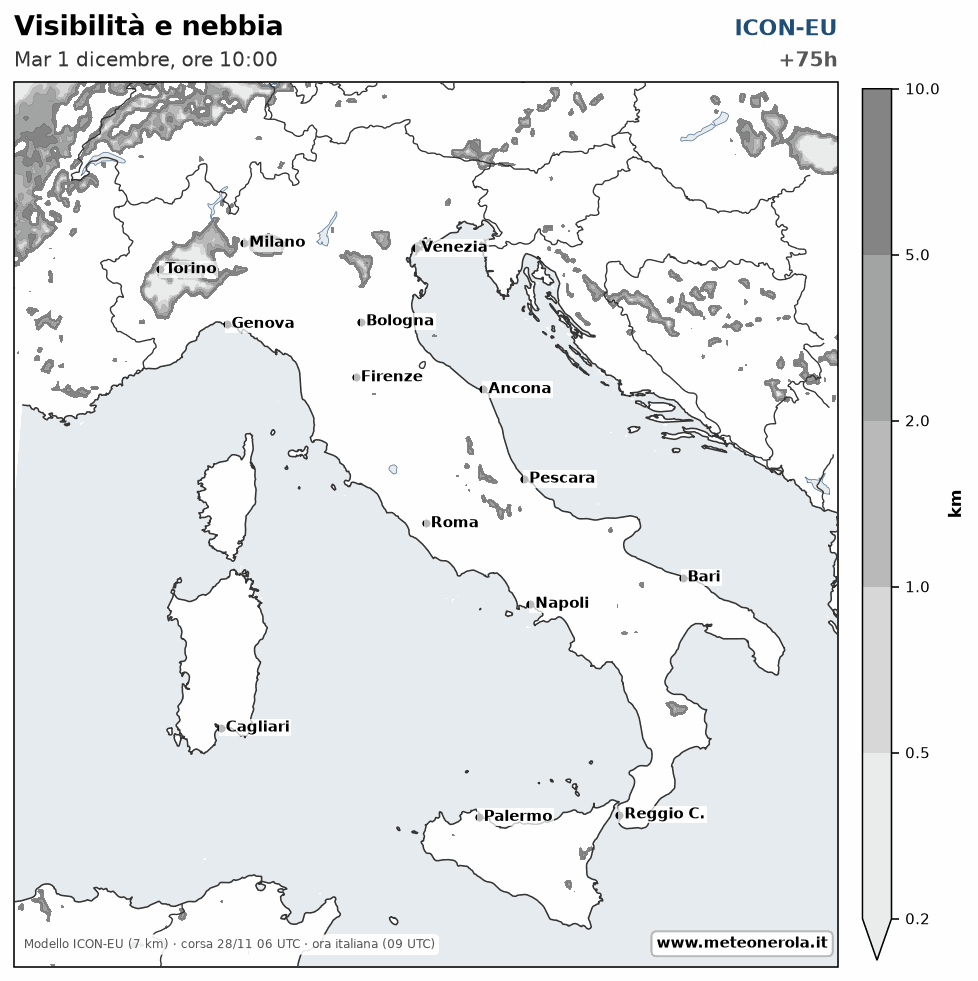 Visibilità e nebbia
ICON-EU
Mar 1 dicembre, ore 10:00
+75h
10.0
5.0
2.0
1.0
0.5
0.2
km
Milano
Venezia
Torino
Genova
Bologna
Firenze
Ancona
Pescara
Roma
Bari
Napoli
Cagliari
Palermo
Reggio C.
Modello ICON-EU (7 km) · corsa 28/11 06 UTC · ora italiana (09 UTC)
www.meteonerola.it